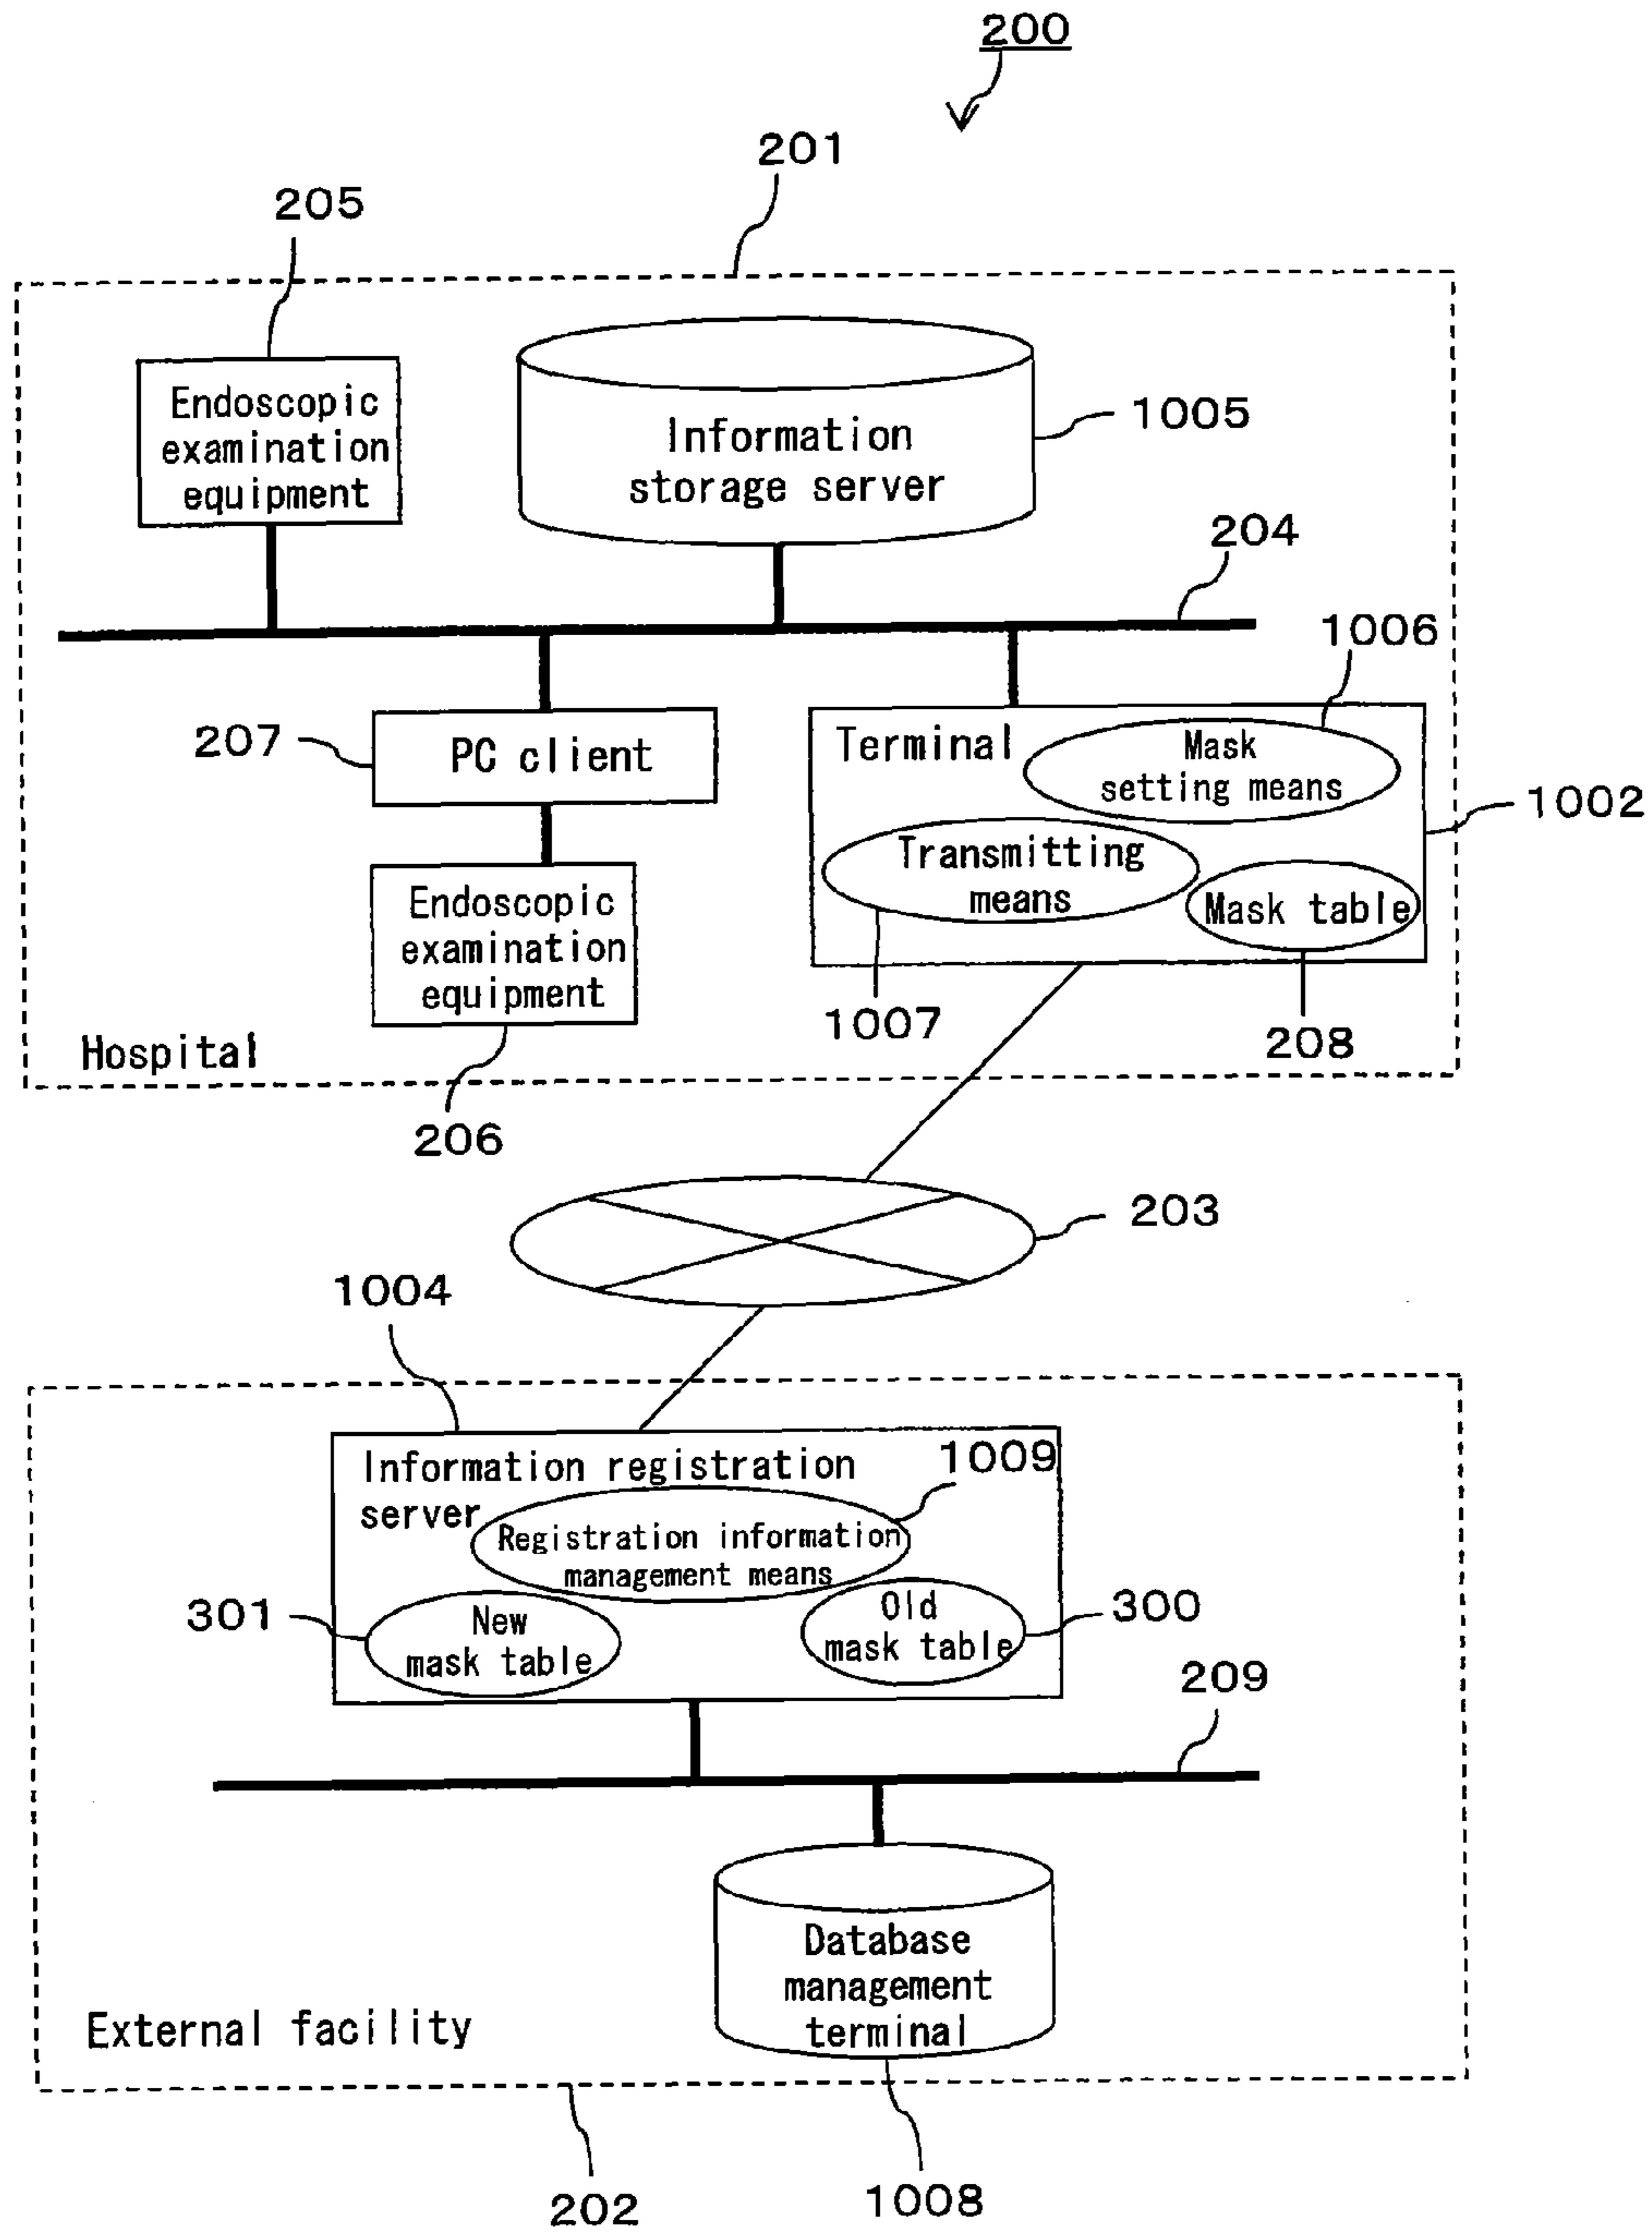 200
201
205
Endoscopic
examination
equipment
Information
storage server
1005
204
1006
207
PC client
Terminal
Mask
setting means
1002
Transmitting
means
Mask table
Endoscopic
examination
equipment
1007
208
Hospital
206
203
1004
Information registration
server
1009
Registration information
management means
301
New
mask table
Old
mask table
300
209
Database
management
terminal
External facility
202
1008